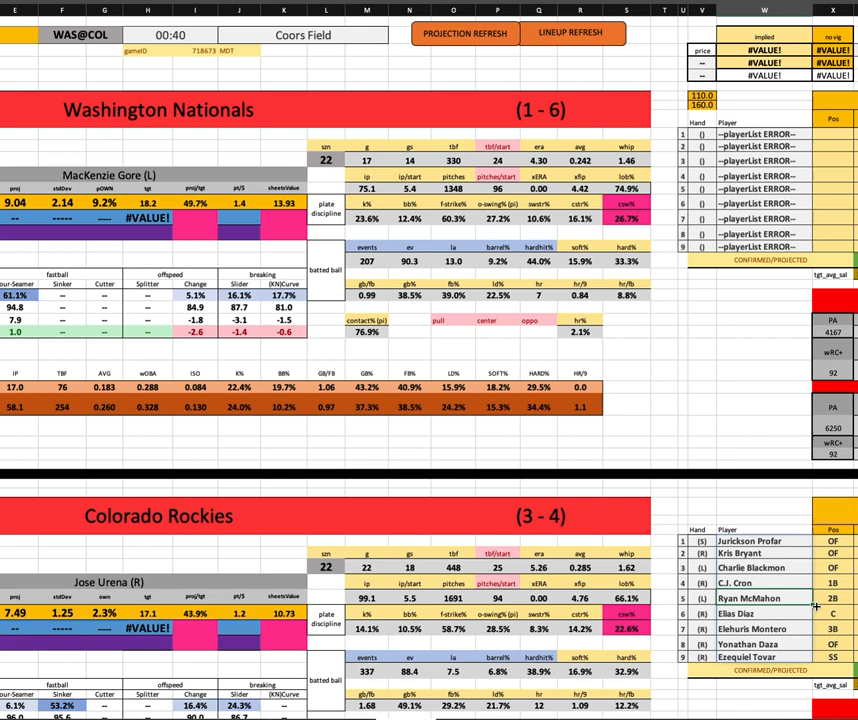 E F G H I J K L M N O P Q R S T U V W X
WAS@COL 00:40 Coors Field PROJECTION REFRESH LINEUP REFRESH
implied no vig
gameID 718673 MDT price #VALUE! #VALUE!
-- #VALUE! #VALUE!
-- #VALUE! #VALUE!
110.0
160.0
Washington Nationals (1 - 6)
Pos
Hand Player
1 () --playerList ERROR--
2 () --playerList ERROR--
3 () --playerList ERROR--
4 () --playerList ERROR--
5 () --playerList ERROR--
6 () --playerList ERROR--
7 () --playerList ERROR--
8 () --playerList ERROR--
9 () --playerList ERROR--
CONFIRMED/PROJECTED
tgt_avg_sal
szn g gs tbf tbf/start era avg whip
22 17 14 330 24 4.30 0.242 1.46
MacKenzie Gore (L)
ip ip/start pitches pitches/start xERA xfip lob%
75.1 5.5 1348 96 0.00 4.42 74.9%
proj stdDev pOWN tgt proj/tgt pt/$ sheetsValue
9.04 2.14 9.2% 18.2 49.7% 1.4 13.93
-- ----- ---- #VALUE! -- -----
plate discipline
k% bb% f-strike% o-swing% (pi) swstr% cstr% csw%
23.6% 12.4% 60.3% 27.2% 10.6% 16.1% 26.7%
batted ball
events ev la barrel% hardhit% soft% hard%
207 90.3 13.0 9.2% 44.0% 15.9% 33.3%
gb/fb gb% fb% ld% hr hr/9 hr/fb
0.99 38.5% 39.0% 22.5% 7 0.84 8.8%
fastball offspeed breaking
our-Seamer Sinker Cutter Splitter Change Slider (KN)Curve
61.1% -- -- -- 5.1% 16.1% 17.7%
94.8 -- -- -- 84.9 87.7 81.0
7.9 -- -- -- -1.8 -3.1 -1.5
1.0 -- -- -- -2.6 -1.4 -0.6
contact% (pi) pull center oppo hr%
76.9% 2.1%
PA
4167
wRC+
92
PA
6250
wRC+
92
IP TBF AVG wOBA ISO K% BB% GB/FB GB% FB% LD% SOFT% HARD% HR/9
17.0 76 0.183 0.288 0.084 22.4% 19.7% 1.06 43.2% 40.9% 15.9% 18.2% 29.5% 0.0
58.1 254 0.260 0.328 0.130 24.0% 10.2% 0.97 37.3% 38.5% 24.2% 15.3% 34.4% 1.1
Colorado Rockies (3 - 4)
Hand Player Pos
1 (S) Jurickson Profar OF
2 (R) Kris Bryant OF
3 (L) Charlie Blackmon OF
4 (R) C.J. Cron 1B
5 (L) Ryan McMahon 2B
6 (R) Elias Diaz C
7 (R) Elehuris Montero 3B
8 (R) Yonathan Daza OF
9 (R) Ezequiel Tovar SS
CONFIRMED/PROJECTED
tgt_avg_sal
szn g gs tbf tbf/start era avg whip
22 22 18 448 25 5.26 0.285 1.62
Jose Urena (R)
ip ip/start pitches pitches/start xERA xfip lob%
99.1 5.5 1691 94 0.00 4.76 66.1%
proj stdDev own tgt proj/tgt pt/$ sheetsValue
7.49 1.25 2.3% 17.1 43.9% 1.2 10.73
-- ----- ---- #VALUE! -- -----
plate discipline
k% bb% f-strike% o-swing% (pi) swstr% cstr% csw%
14.1% 10.5% 58.7% 28.5% 8.3% 14.2% 22.6%
batted ball
events ev la barrel% hardhit% soft% hard%
337 88.4 7.5 6.8% 38.9% 16.9% 32.9%
gb/fb gb% fb% ld% hr hr/9 hr/fb
1.68 49.1% 29.2% 21.7% 12 1.09 12.2%
fastball offspeed breaking
our-Seamer Sinker Cutter Splitter Change Slider (KN)Curve
6.1% 53.2% -- -- 16.4% 24.3% --
96.0 95.6 -- -- 90.0 86.7 --